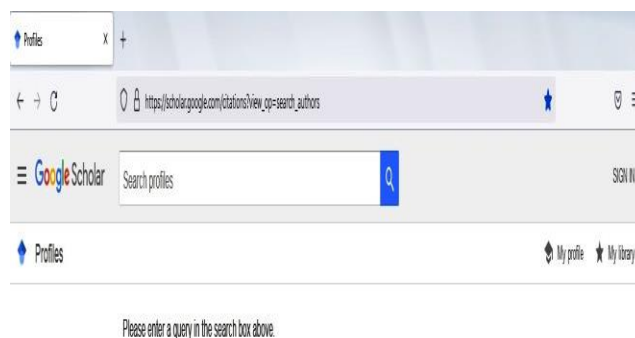 Profiles X +
https://scholar.google.com/citations?view_op=search_authors
Google Scholar Search profiles SIGN IN
Profiles My profile My library
Please enter a query in the search box above.